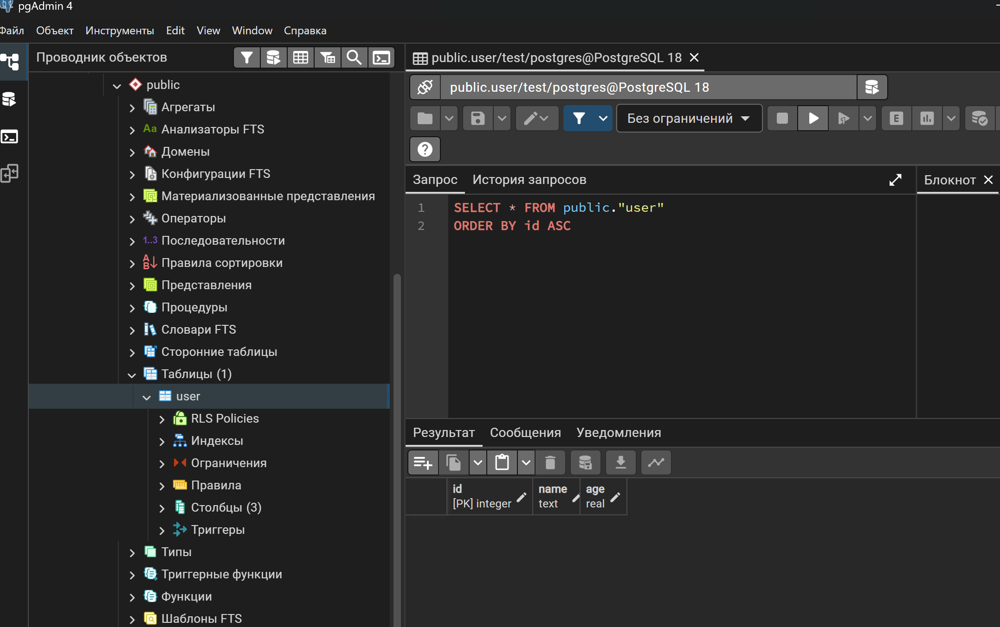 pgAdmin 4
Файл Объект Инструменты Edit View Window Справка
Проводник объектов
public
Агрегаты
Aa Анализаторы FTS
Домены
Конфигурации FTS
Материализованные представления
Операторы
1..3 Последовательности
Правила сортировки
Представления
Процедуры
Словари FTS
Сторонние таблицы
Таблицы (1)
user
RLS Policies
Индексы
Ограничения
Правила
Столбцы (3)
Триггеры
Типы
Триггерные функции
Функции
Шаблоны FTS
public.user/test/postgres@PostgreSQL 18
public.user/test/postgres@PostgreSQL 18
Без ограничений
E
Запрос История запросов
Блокнот
1 SELECT * FROM public."user"
2 ORDER BY id ASC
Результат Сообщения Уведомления
id name age
[PK] integer text real